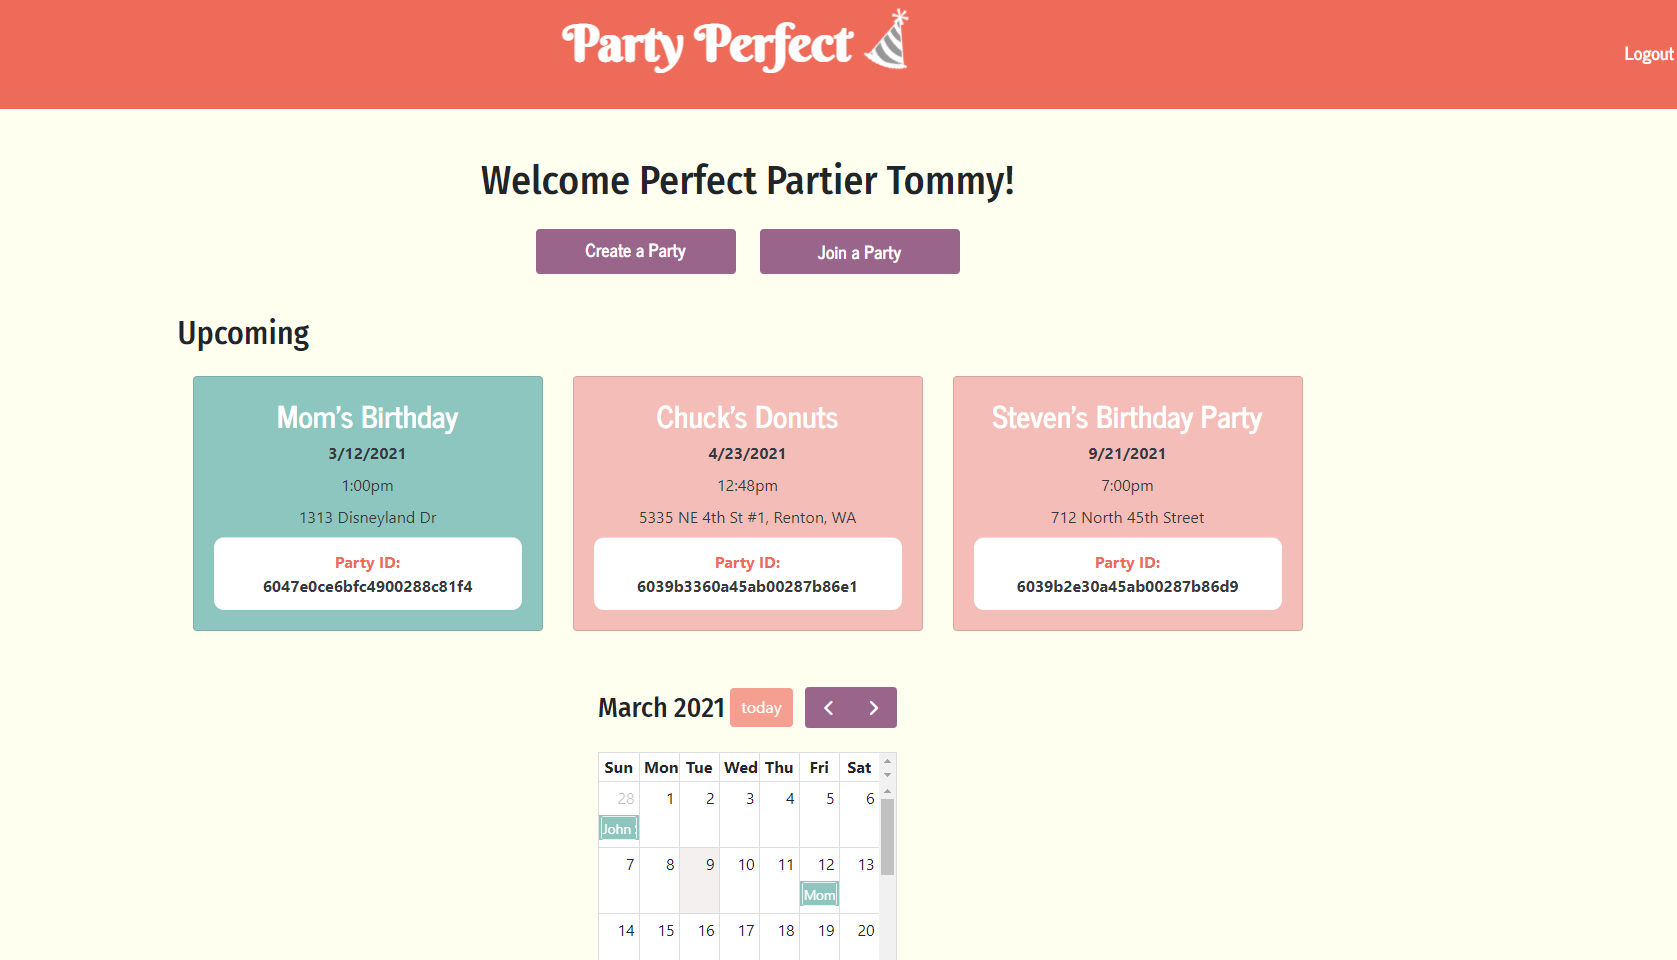 Party Perfect
Logout
Welcome Perfect Partier Tommy!
Create a Party
Join a Party
Upcoming
Mom's Birthday
3/12/2021
1:00pm
1313 Disneyland Dr
Party ID:
6047e0ce6bfc4900288c81f4
Chuck's Donuts
4/23/2021
12:48pm
5335 NE 4th St #1, Renton, WA
Party ID:
6039b3360a45ab00287b86e1
Steven's Birthday Party
9/21/2021
7:00pm
712 North 45th Street
Party ID:
6039b2e30a45ab00287b86d9
March 2021 today
Sun Mon Tue Wed Thu Fri Sat
28 1 2 3 4 5 6
John
7 8 9 10 11 12 13
Mom
14 15 16 17 18 19 20